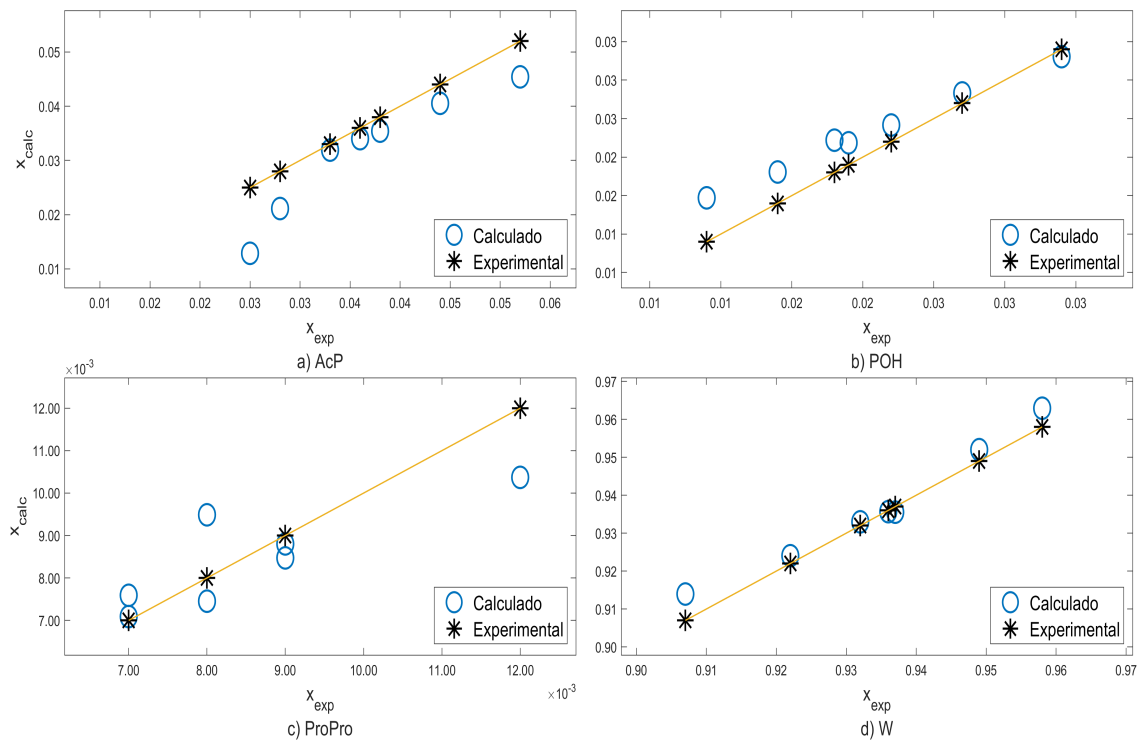 0.05
0.04
0.03
0.02
0.01
x_calc
0.01 0.02 0.02 0.03 0.03 0.04 0.04 0.05 0.05 0.06
x_exp
a) AcP
Calculado
Experimental
0.03
0.03
0.03
0.02
0.02
0.01
0.01
0.01 0.01 0.02 0.02 0.03 0.03 0.03
x_exp
b) POH
Calculado
Experimental
×10⁻³
12.00
11.00
10.00
9.00
8.00
7.00
x_calc
7.00 8.00 9.00 10.00 11.00 12.00
×10⁻³
x_exp
c) ProPro
Calculado
Experimental
0.97
0.96
0.95
0.94
0.93
0.92
0.91
0.90
0.90 0.91 0.92 0.93 0.94 0.95 0.96 0.97
x_exp
d) W
Calculado
Experimental